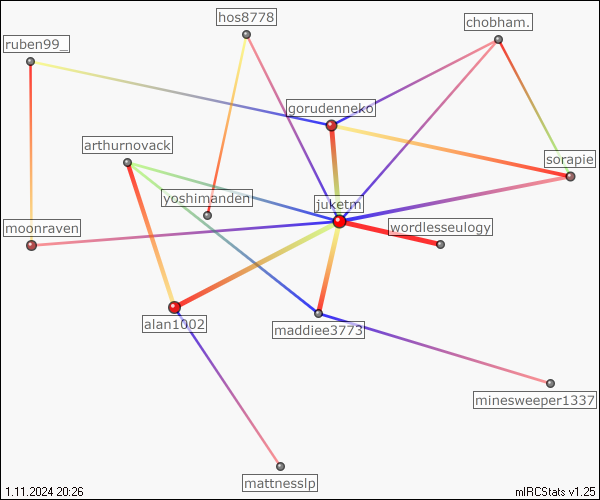 hos8778
chobham.
ruben99_
gorudenneko
arthurnovack
sorapie
yoshimanden
juketm
moonraven
wordlesseulogy
alan1002
maddiee3773
minesweeper1337
mattnesslp
1.11.2024 20:26
mIRCStats v1.25